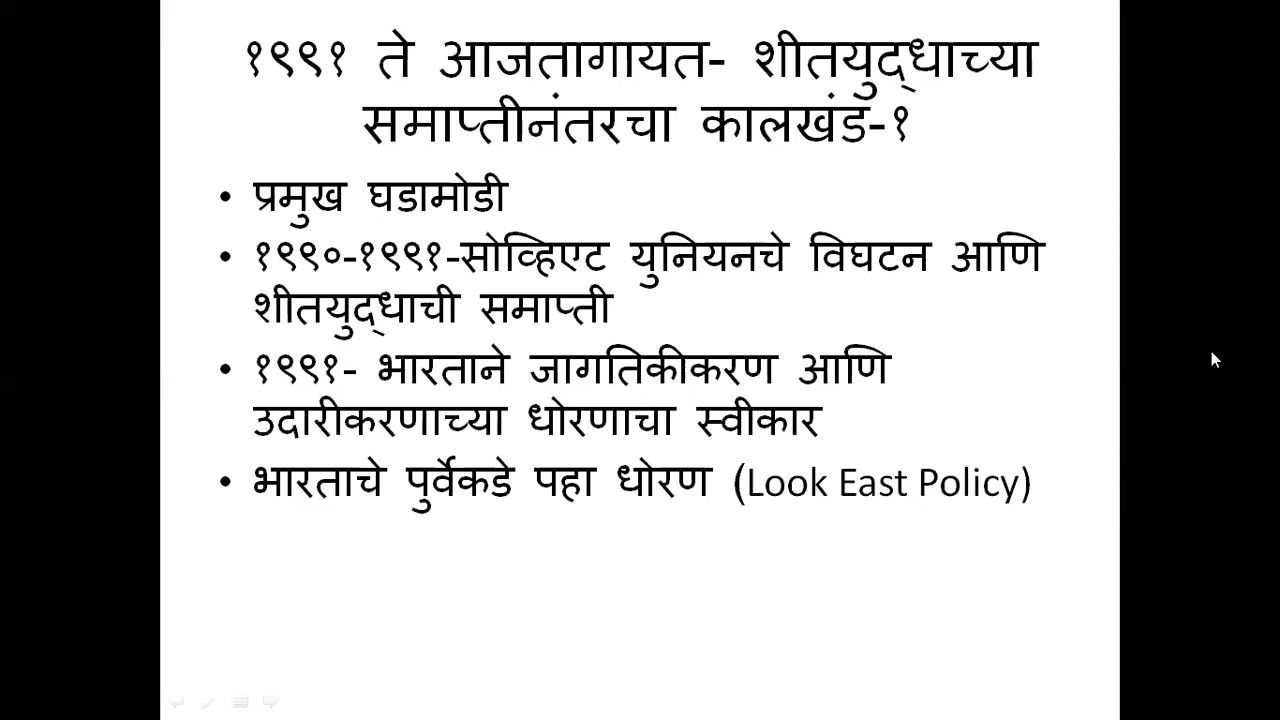 १९९१ ते आजतागायत- शीतयुद्धाच्या
समाप्तीनंतरचा कालखंड-१
• प्रमुख घडामोडी
• १९९०-१९९१-सोव्हिएट युनियनचे विघटन आणि
शीतयुद्धाची समाप्ती
• १९९१- भारताने जागतिकीकरण आणि
उदारीकरणाच्या धोरणाचा स्वीकार
• भारताचे पुर्वेकडे पहा धोरण (Look East Policy)